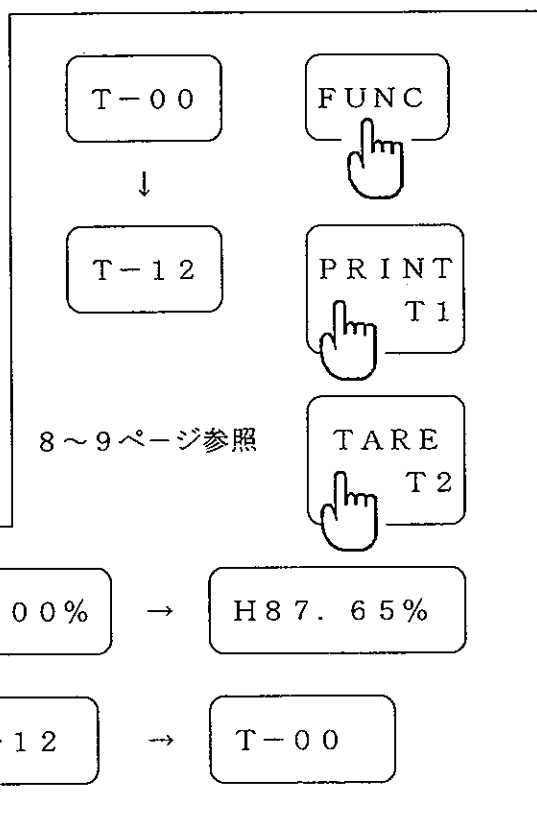 T-00 FUNC
↓
T-12 PRINT
T1
8～9ページ参照 TARE
T2
00% → H87.65%
-12 → T-00